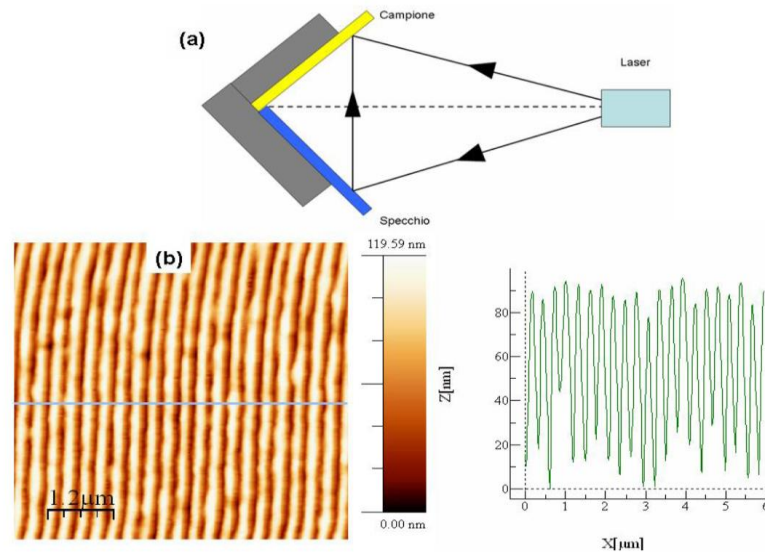 (a)
Campione
Laser
Specchio
(b)
119.59 nm
0.00 nm
1.2µm
Z[nm]
80
60
40
20
0
0 1 2 3 4 5 6
X[µm]